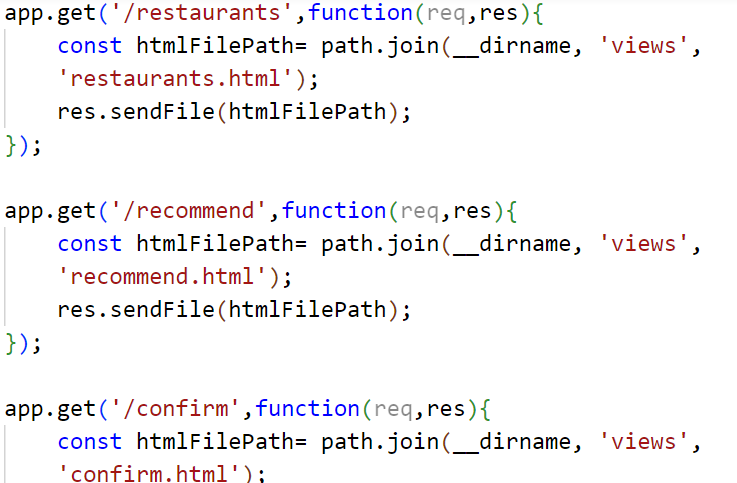 app.get('/restaurants',function(req,res){
const htmlFilePath= path.join(__dirname, 'views',
'restaurants.html');
res.sendFile(htmlFilePath);
});
app.get('/recommend',function(req,res){
const htmlFilePath= path.join(__dirname, 'views',
'recommend.html');
res.sendFile(htmlFilePath);
});
app.get('/confirm',function(req,res){
const htmlFilePath= path.join(__dirname, 'views',
'confirm.html');